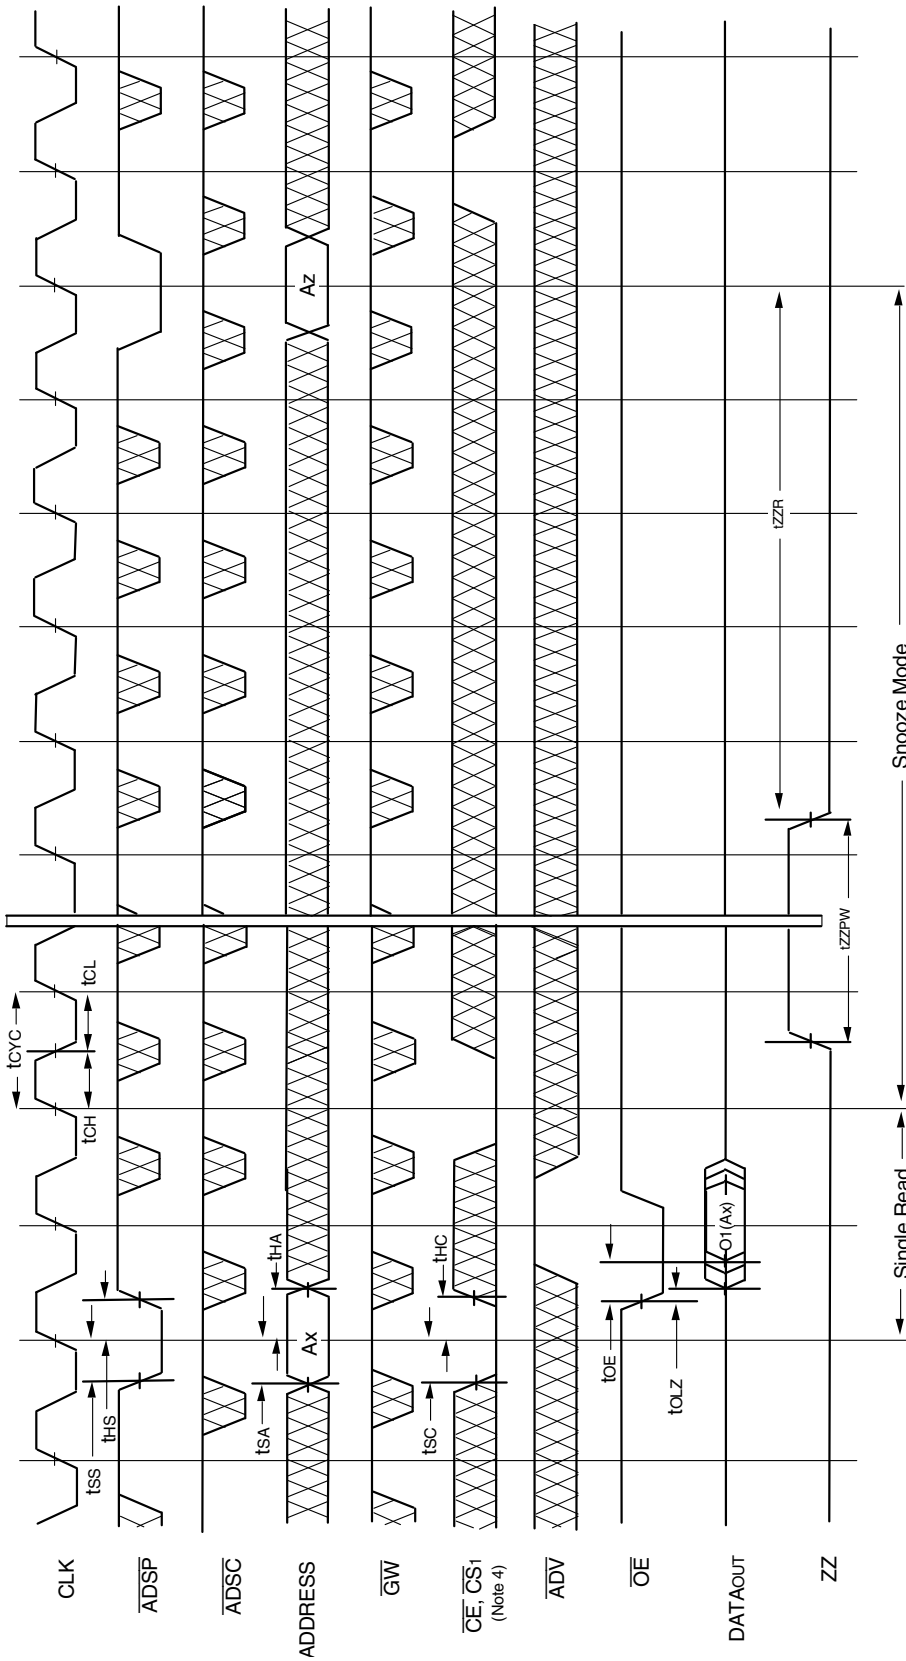 tCYC
tCH
tCL
tSS
tHS
CLK
ADSP
ADSC
tSA
tHA
Ax
Az
ADDRESS
GW
tSC
tHC
CE, CS1
(Note 4)
ADV
tOE
tOLZ
OE
O1(Ax)
DATAOUT
tZZPW
tZZR
ZZ
Single Read
Snooze Mode